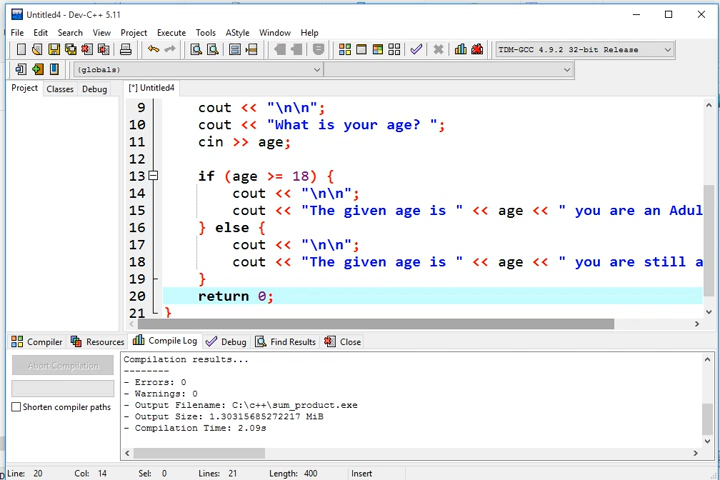 Untitled4 - Dev-C++ 5.11
File Edit Search View Project Execute Tools AStyle Window Help
TDM-GCC 4.9.2 32-bit Release
(globals)
Project Classes Debug
[*] Untitled4
9 cout << "\n\n";
10 cout << "What is your age? ";
11 cin >> age;
12
13 if (age >= 18) {
14 cout << "\n\n";
15 cout << "The given age is " << age << " you are an Adul
16 } else {
17 cout << "\n\n";
18 cout << "The given age is " << age << " you are still a
19 }
20 return 0;
21 }
Compiler Resources Compile Log Debug Find Results Close
Abort Compilation
Shorten compiler paths
Compilation results...
--------
- Errors: 0
- Warnings: 0
- Output Filename: C:\c++\sum_product.exe
- Output Size: 1.30315685272217 MiB
- Compilation Time: 2.09s
Line: 20 Col: 14 Sel: 0 Lines: 21 Length: 400 Insert